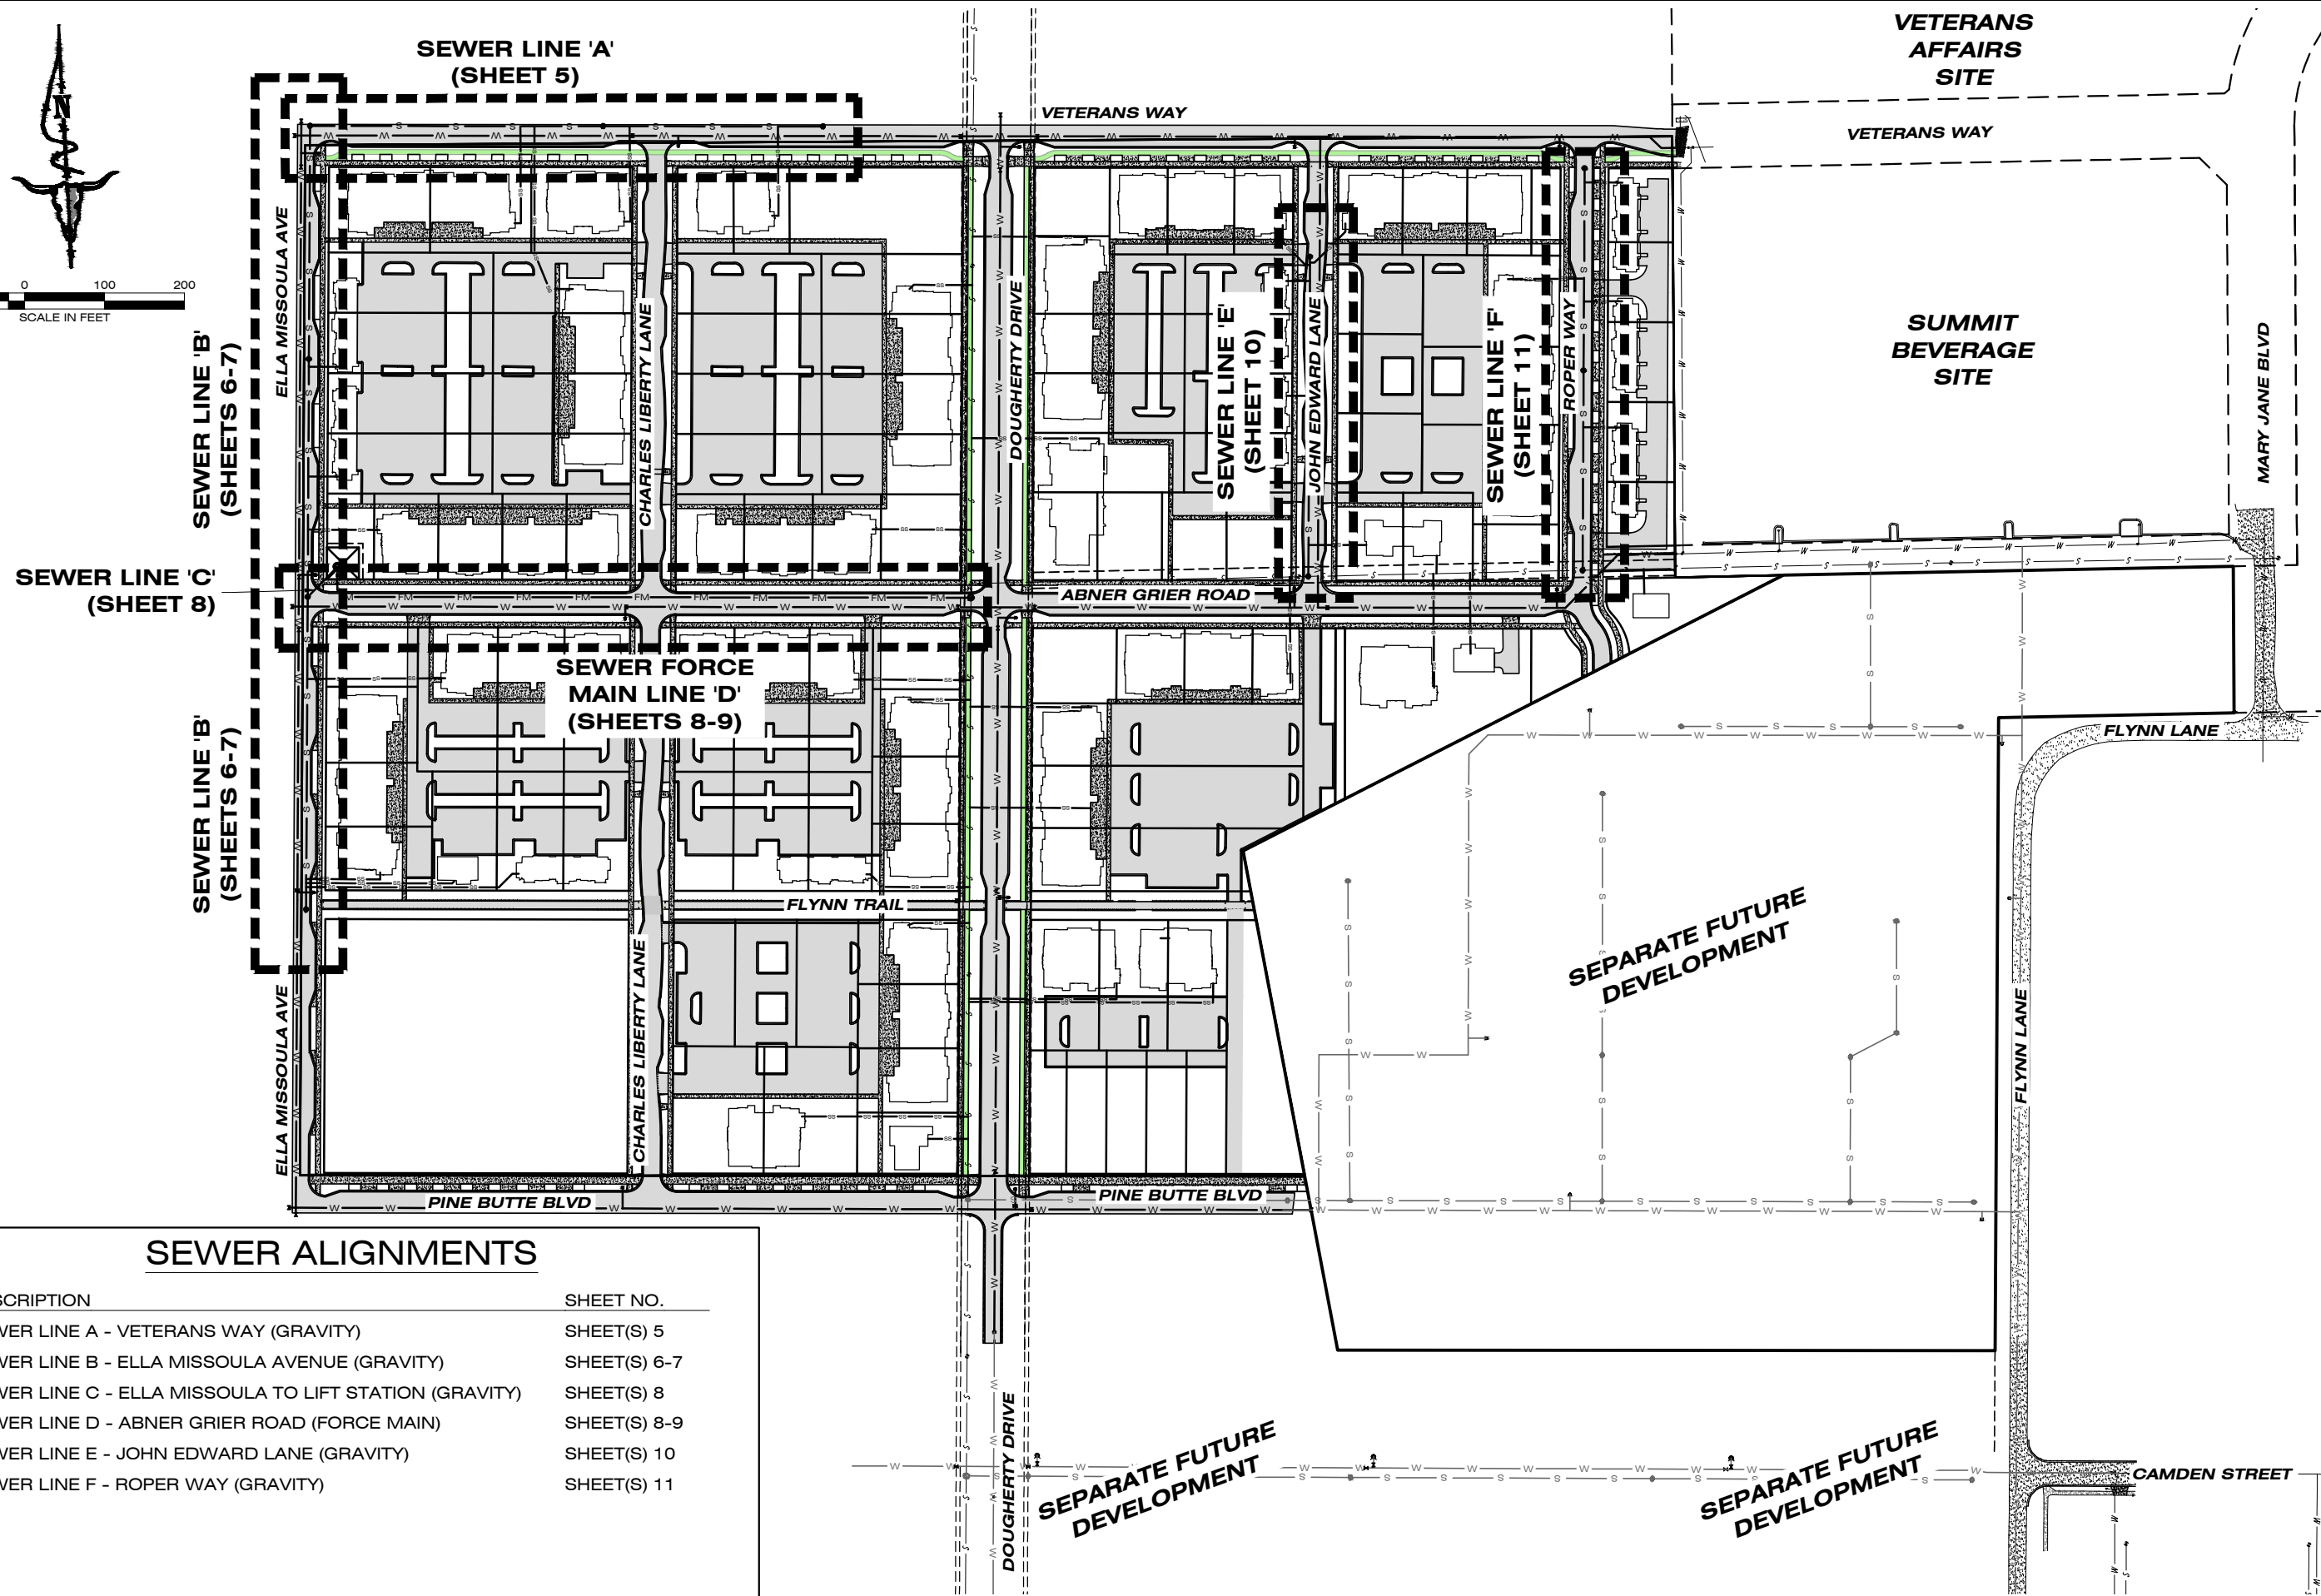 SEWER LINE 'A'
(SHEET 5)
VETERANS
AFFAIRS
SITE
N
VETERANS WAY
VETERANS WAY
0 100 200
SCALE IN FEET
ELLA MISSOULA AVE
SEWER LINE 'B'
(SHEETS 6-7)
CHARLES LIBERTY LANE
DOUGHERTY DRIVE
SEWER LINE 'E'
(SHEET 10)
JOHN EDWARD LANE
SEWER LINE 'F'
(SHEET 11)
ROPER WAY
SUMMIT
BEVERAGE
SITE
MARY JANE BLVD
SEWER LINE 'C'
(SHEET 8)
ABNER GRIER ROAD
SEWER FORCE
MAIN LINE 'D'
(SHEETS 8-9)
SEWER LINE 'B'
(SHEETS 6-7)
FLYNN LANE
FLYNN TRAIL
SEPARATE FUTURE
DEVELOPMENT
ELLA MISSOULA AVE
CHARLES LIBERTY LANE
FLYNN LANE
PINE BUTTE BLVD
PINE BUTTE BLVD
SEWER ALIGNMENTS
SCRIPTION SHEET NO.
WER LINE A - VETERANS WAY (GRAVITY) SHEET(S) 5
WER LINE B - ELLA MISSOULA AVENUE (GRAVITY) SHEET(S) 6-7
WER LINE C - ELLA MISSOULA TO LIFT STATION (GRAVITY) SHEET(S) 8
WER LINE D - ABNER GRIER ROAD (FORCE MAIN) SHEET(S) 8-9
WER LINE E - JOHN EDWARD LANE (GRAVITY) SHEET(S) 10
WER LINE F - ROPER WAY (GRAVITY) SHEET(S) 11
DOUGHERTY DRIVE
SEPARATE FUTURE
DEVELOPMENT
SEPARATE FUTURE
DEVELOPMENT
CAMDEN STREET